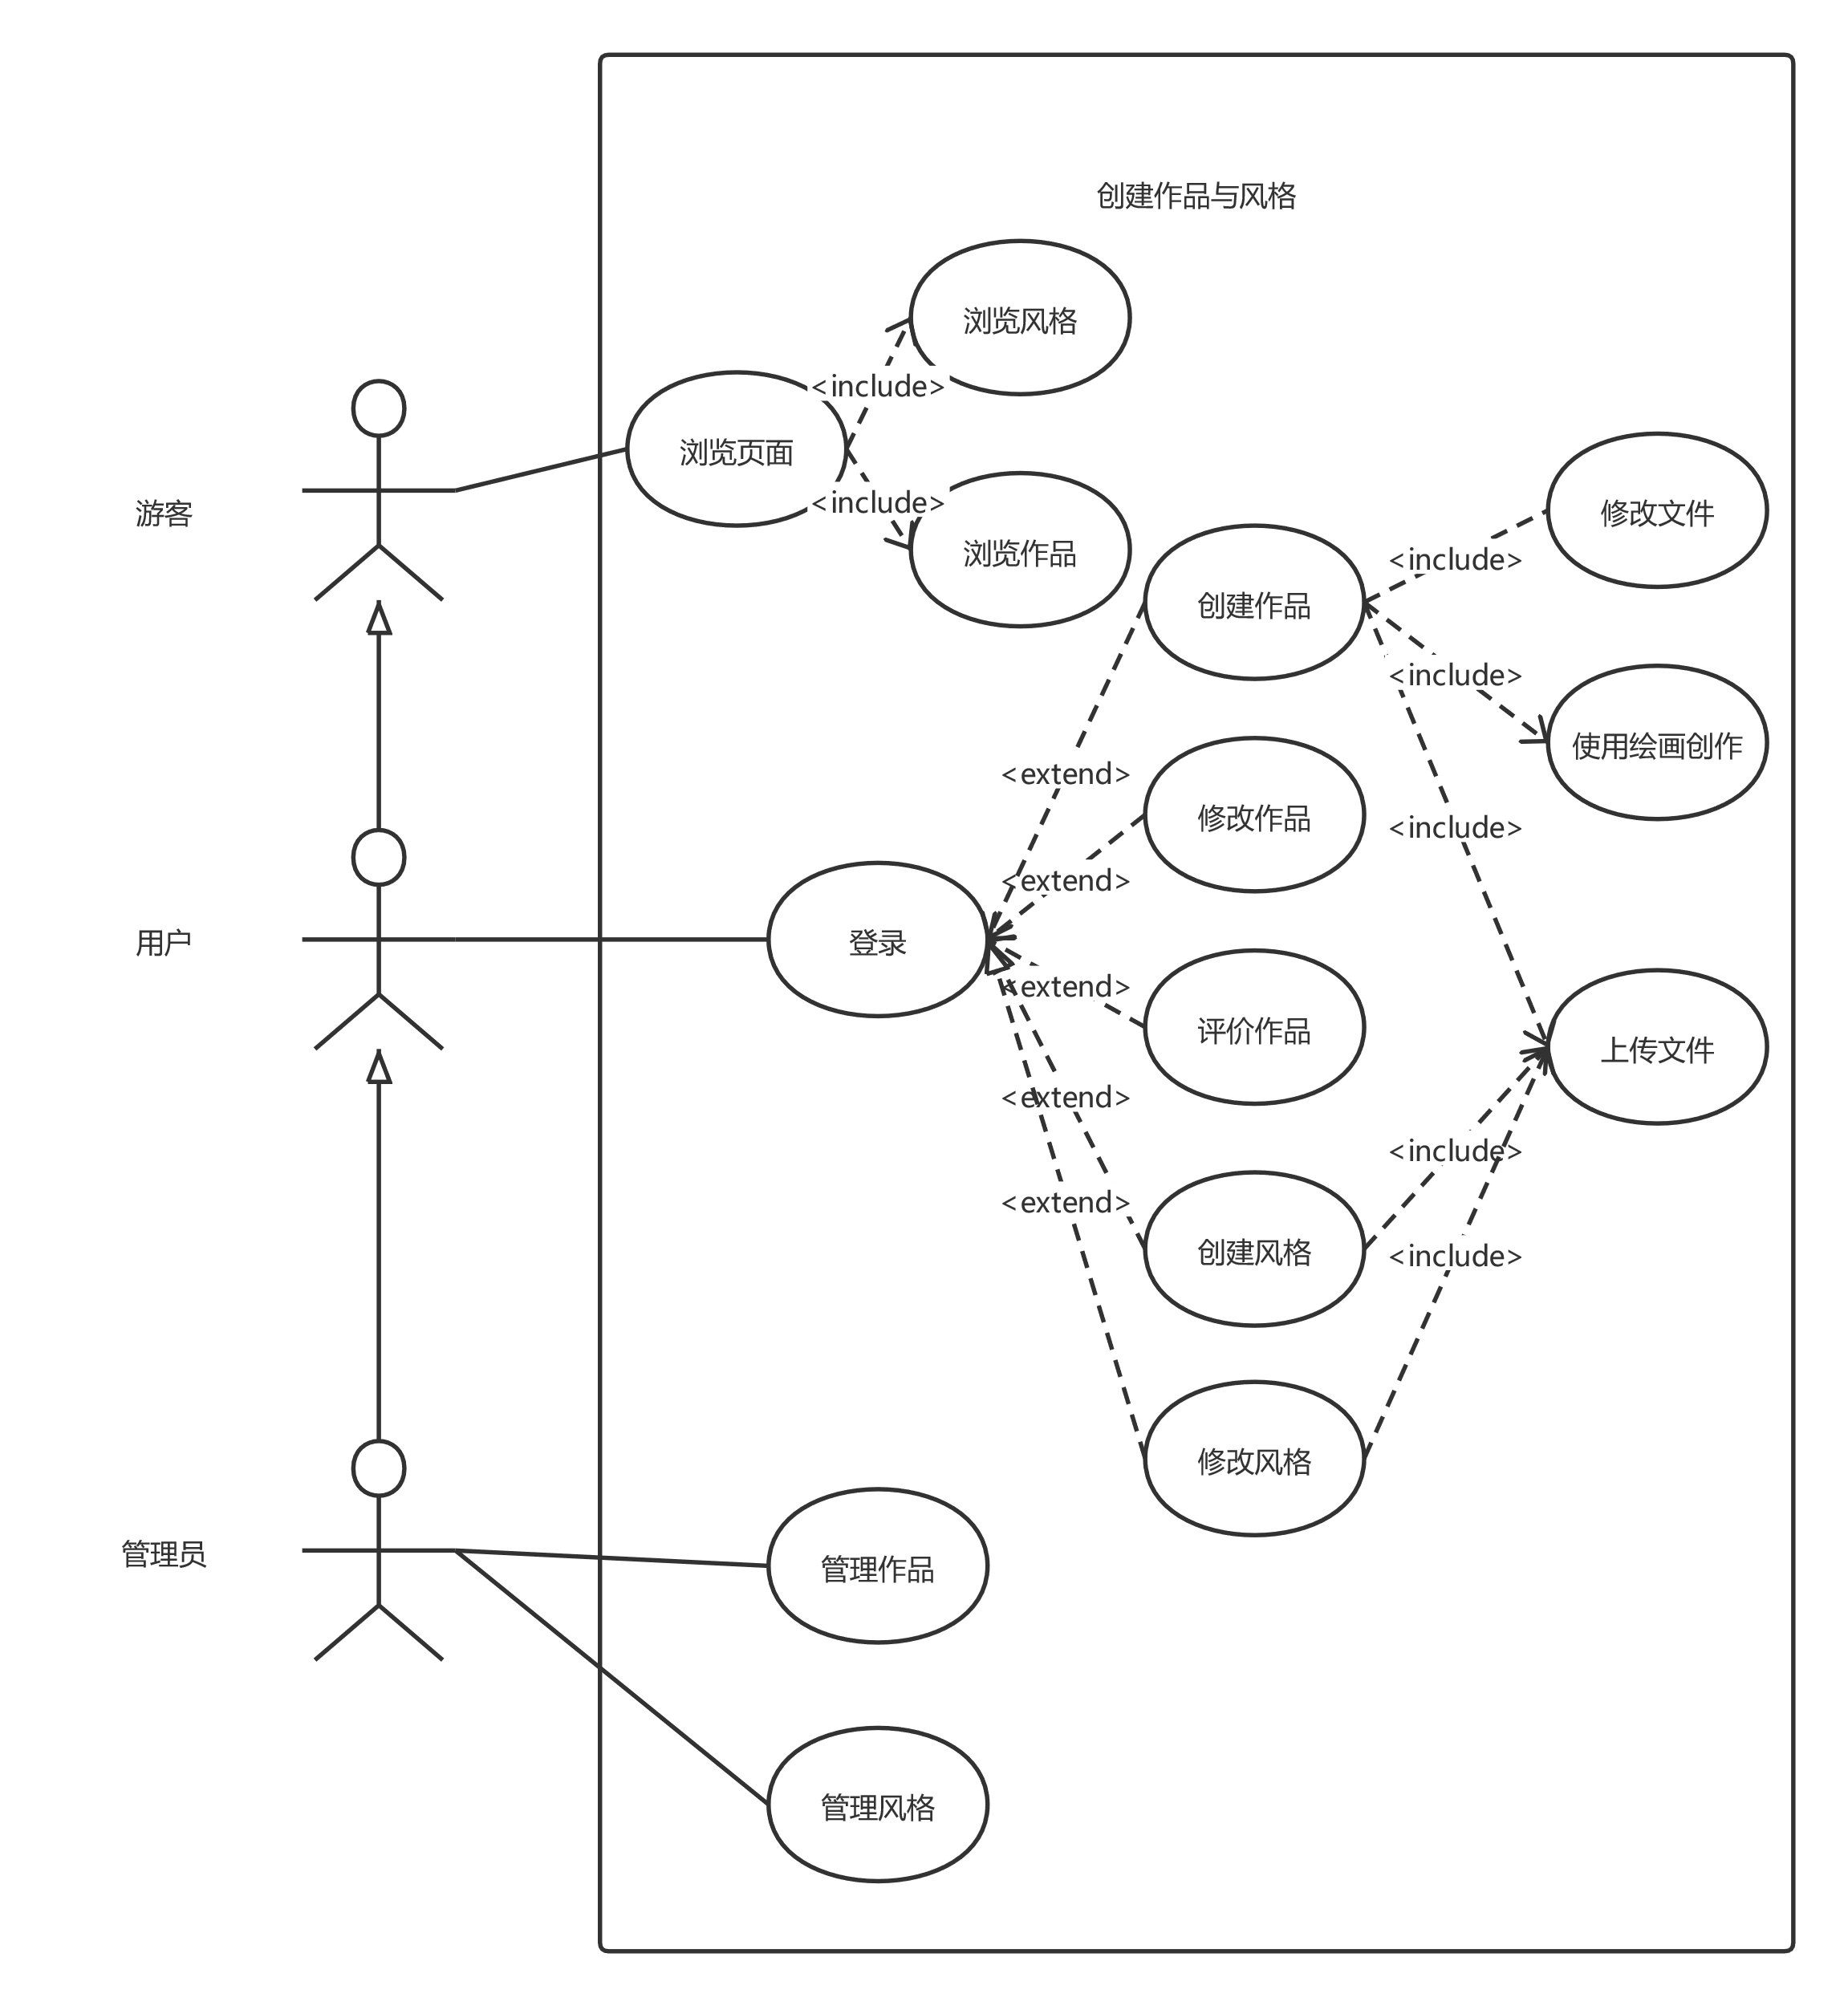 创建作品与风格
浏览风格
<include>
浏览页面
游客
<include>
浏览作品
修改文件
<include>
创建作品
<include>
使用绘画创作
<extend>
修改作品
<include>
<extend>
用户
登录
<extend>
评价作品
上传文件
<extend>
<include>
<extend>
创建风格
<include>
修改风格
管理员
管理作品
管理风格